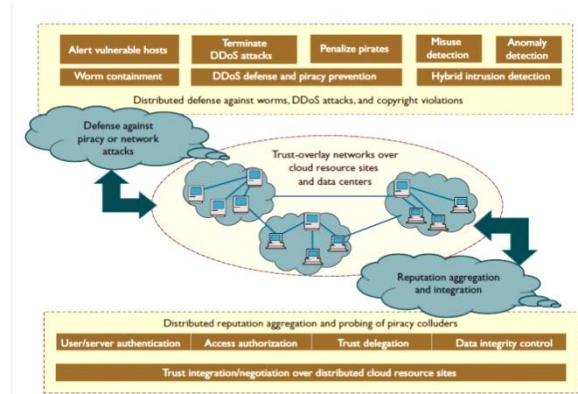 Alert vulnerable hosts
Terminate
DDoS attacks
Penalize pirates
Misuse
detection
Anomaly
detection
Worm containment
DDoS defense and piracy prevention
Hybrid intrusion detection
Distributed defense against worms, DDoS attacks, and copyright violations
Defense against
piracy or network
attacks
Trust-overlay networks over
cloud resource sites
and data centers
Reputation aggregation
and integration
Distributed reputation aggregation and probing of piracy colluders
User/server authentication
Access authorization
Trust delegation
Data integrity control
Trust integration/negotiation over distributed cloud resource sites